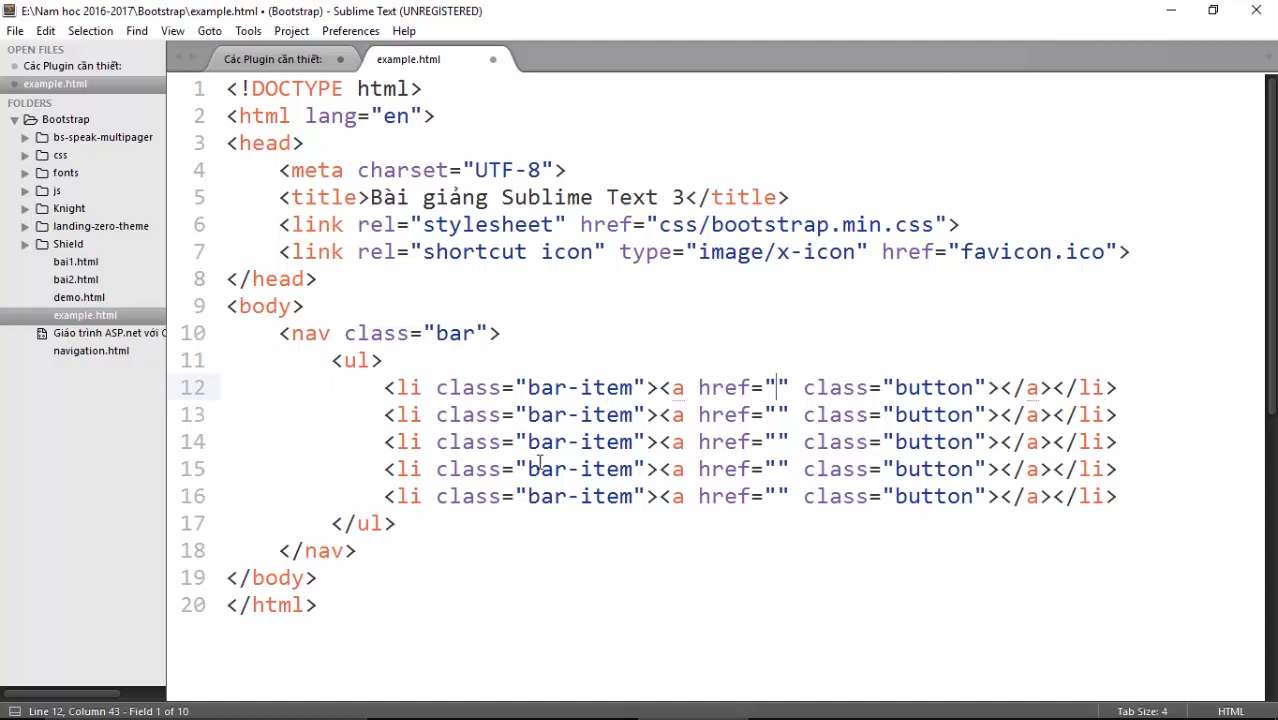 E:\Nam hoc 2016-2017\Bootstrap\example.html • (Bootstrap) - Sublime Text (UNREGISTERED)
File Edit Selection Find View Goto Tools Project Preferences Help
OPEN FILES
Các Plugin cần thiết:
example.html
FOLDERS
Bootstrap
bs-speak-multipager
css
fonts
js
Knight
landing-zero-theme
Shield
bai1.html
bai2.html
demo.html
example.html
Giáo trình ASP.net với
navigation.html
Các Plugin cần thiết:
example.html
1 <!DOCTYPE html>
2 <html lang="en">
3 <head>
4 <meta charset="UTF-8">
5 <title>Bài giảng Sublime Text 3</title>
6 <link rel="stylesheet" href="css/bootstrap.min.css">
7 <link rel="shortcut icon" type="image/x-icon" href="favicon.ico">
8 </head>
9 <body>
10 <nav class="bar">
11 <ul>
12 <li class="bar-item"><a href="" class="button"></a></li>
13 <li class="bar-item"><a href="" class="button"></a></li>
14 <li class="bar-item"><a href="" class="button"></a></li>
15 <li class="bar-item"><a href="" class="button"></a></li>
16 <li class="bar-item"><a href="" class="button"></a></li>
17 </ul>
18 </nav>
19 </body>
20 </html>
Line 12, Column 43 - Field 1 of 10
Tab Size: 4
HTML